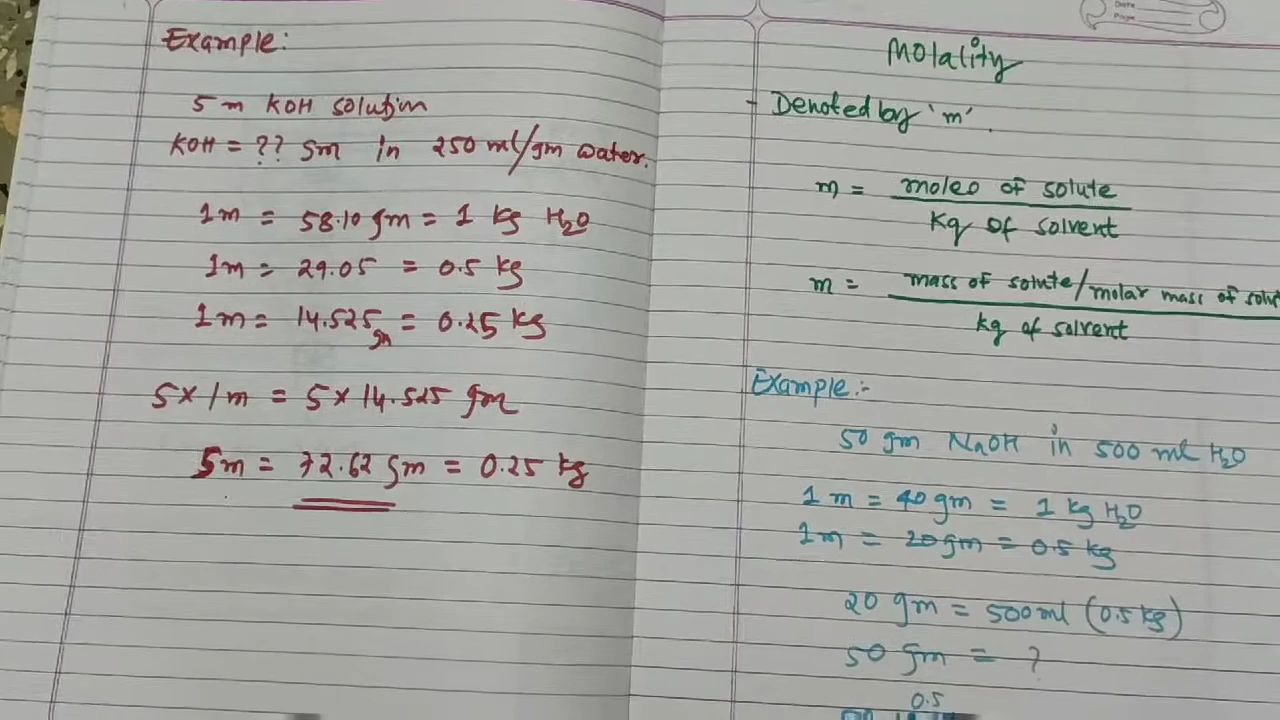 Example:
5 m KOH solution
KOH = ?? gm in 250 ml/gm water.
1m = 58.10 gm = 1 kg H₂O
1m = 29.05 = 0.5 kg
1m = 14.525 gm = 0.25 kg
5×1m = 5×14.525 gm
5m = 72.62 gm = 0.25 kg
Date
Page
Molality
- Denoted by 'm'.
m = moles of solute
kg of solvent
m = mass of solute/molar mass of solu
kg of solvent
Example:-
50 gm NaOH in 500 ml H₂O
1 m = 40 gm = 1 kg H₂O
1m = 20 gm = 0.5 kg
20 gm = 500 ml (0.5 kg)
50 gm = ?
0.5